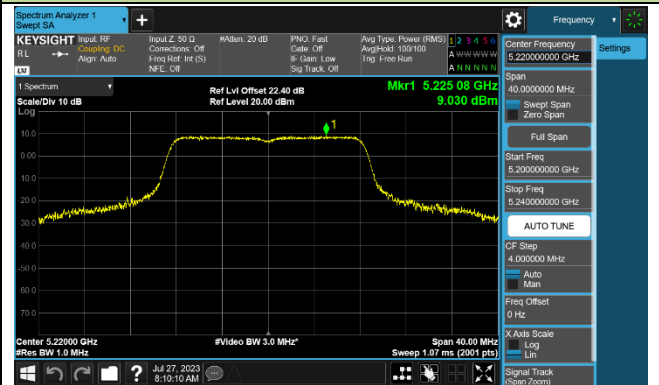 Spectrum Analyzer 1
Swept SA
+
Frequency
KEYSIGHT
RL
LXI
Input: RF
Coupling: DC
Align: Auto
Input Z: 50 Ω
Corrections: Off
Freq Ref: Int (S)
NFE: Off
#Atten: 20 dB
PNO: Fast
Gate: Off
IF Gain: Low
Sig Track: Off
Avg Type: Power (RMS)
Avg|Hold: 100/100
Trig: Free Run
1 2 3 4 5 6
A W W W W W
A N N N N N
Center Frequency
5.220000000 GHz
Settings
Span
40.0000000 MHz
Swept Span
Zero Span
Full Span
Start Freq
5.200000000 GHz
Stop Freq
5.240000000 GHz
AUTO TUNE
CF Step
4.000000 MHz
Auto
Man
Freq Offset
0 Hz
X Axis Scale
Log
Lin
Signal Track
(Span Zoom)
1 Spectrum
Scale/Div 10 dB
Log
Ref Lvl Offset 22.40 dB
Ref Level 20.00 dBm
Mkr1 5.225 08 GHz
9.030 dBm
1
10.0
0.00
-10.0
-20.0
-30.0
-40.0
-50.0
-60.0
-70.0
Center 5.22000 GHz
#Res BW 1.0 MHz
#Video BW 3.0 MHz*
Span 40.00 MHz
Sweep 1.07 ms (2001 pts)
?
Jul 27, 2023
8:10:10 AM